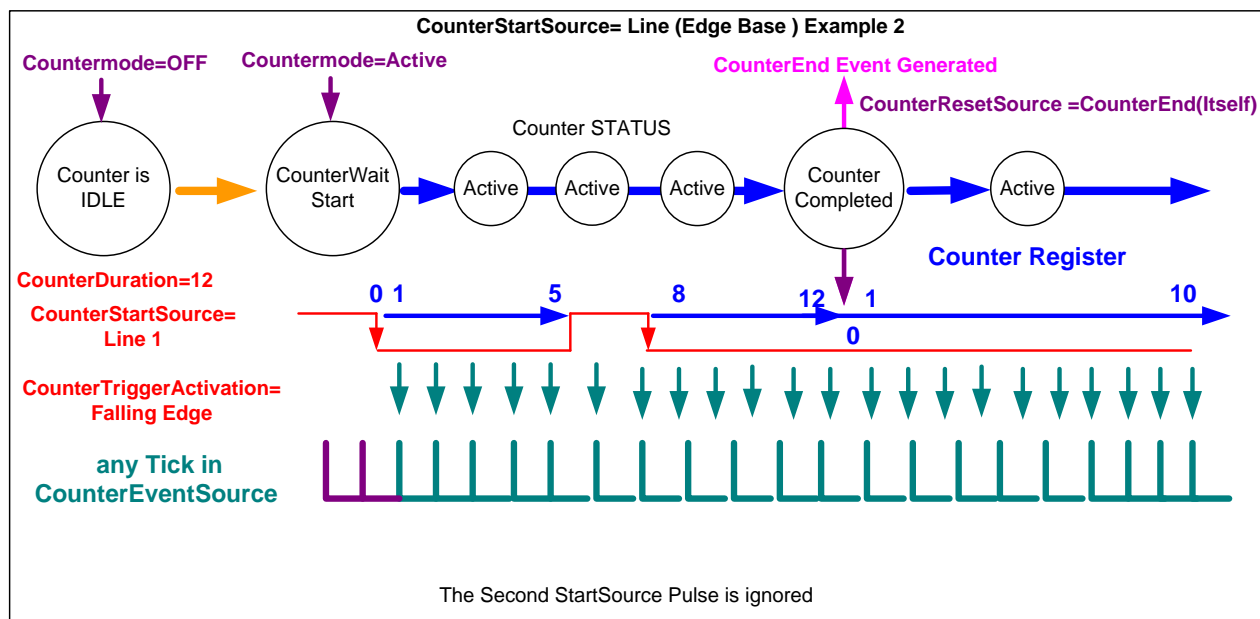 CounterStartSource= Line (Edge Base ) Example 2
Countermode=OFF
Countermode=Active
CounterEnd Event Generated
CounterResetSource =CounterEnd(Itself)
Counter STATUS
Counter is
IDLE
CounterWait
Start
Active
Active
Active
Counter
Completed
Active
Counter Register
CounterDuration=12
0 1 5 8 12 1 10
CounterStartSource=
Line 1
0
CounterTriggerActivation=
Falling Edge
any Tick in
CounterEventSource
The Second StartSource Pulse is ignored